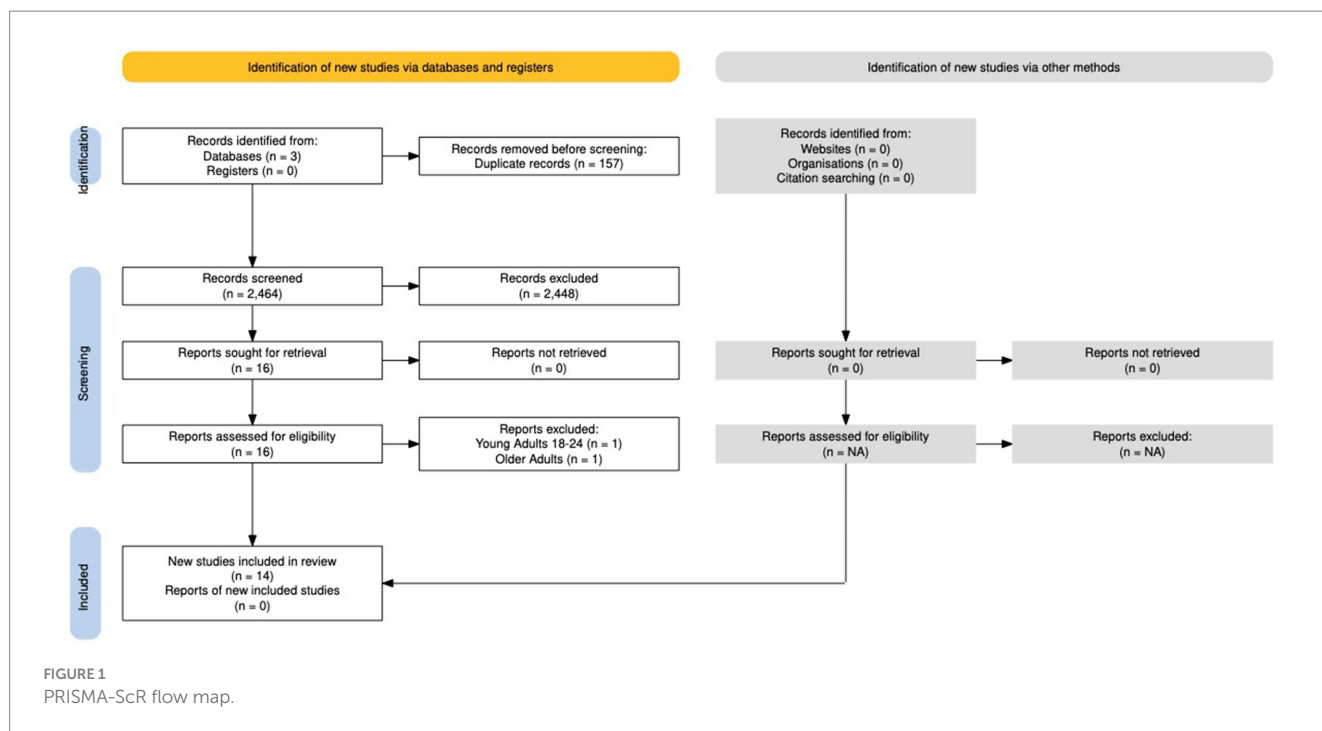 Identification of new studies via databases and registers
Identification of new studies via other methods
Identification
Records identified from:
Databases (n = 3)
Registers (n = 0)
Records removed before screening:
Duplicate records (n = 157)
Records identified from:
Websites (n = 0)
Organisations (n = 0)
Citation searching (n = 0)
Screening
Records screened
(n = 2,464)
Records excluded
(n = 2,448)
Reports sought for retrieval
(n = 16)
Reports not retrieved
(n = 0)
Reports sought for retrieval
(n = 0)
Reports not retrieved
(n = 0)
Reports assessed for eligibility
(n = 16)
Reports excluded:
Young Adults 18-24 (n = 1)
Older Adults (n = 1)
Reports assessed for eligibility
(n = NA)
Reports excluded:
(n = NA)
Included
New studies included in review
(n = 14)
Reports of new included studies
(n = 0)
FIGURE 1
PRISMA-ScR flow map.